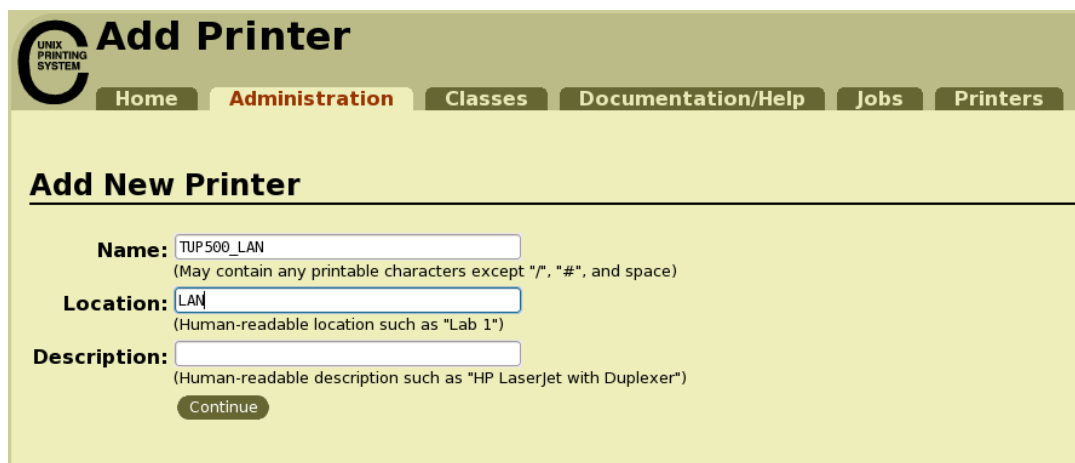 UNIX
PRINTING
SYSTEM
Add Printer
Home Administration Classes Documentation/Help Jobs Printers
Add New Printer
Name: TUP500_LAN
(May contain any printable characters except "/", "#", and space)
Location: LAN
(Human-readable location such as "Lab 1")
Description:
(Human-readable description such as "HP LaserJet with Duplexer")
Continue